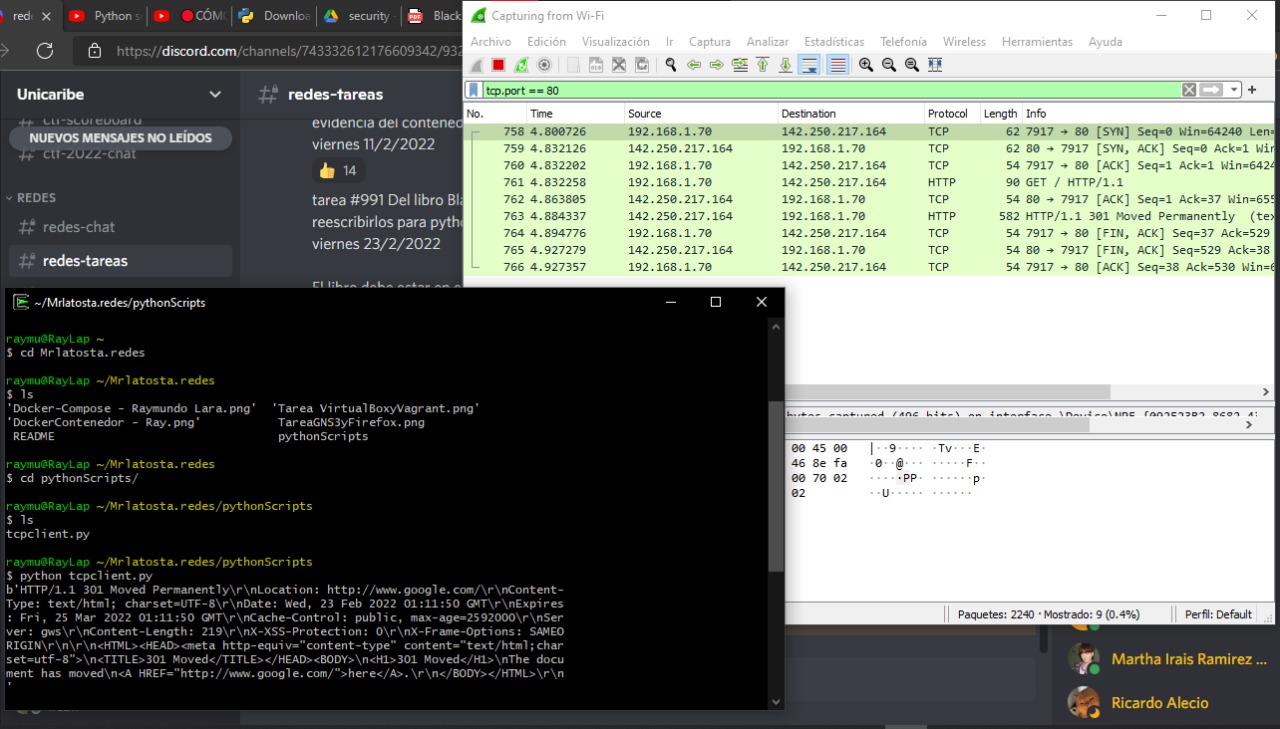 rede
Python s
CÓMO
Downloa
security
Black
https://discord.com/channels/743332612176609342/932
Unicaribe
ctf-scoreboard
NUEVOS MENSAJES NO LEÍDOS
ctf-2022-chat
REDES
redes-chat
redes-tareas
redes-tareas
evidencia del contened
viernes 11/2/2022
14
tarea #991 Del libro Bla
reescribirlos para pytho
viernes 23/2/2022
El libro debe estar en e
Capturing from Wi-Fi
Archivo Edición Visualización Ir Captura Analizar Estadísticas Telefonía Wireless Herramientas Ayuda
tcp.port == 80
No. Time Source Destination Protocol Length Info
758 4.800726 192.168.1.70 142.250.217.164 TCP 62 7917 → 80 [SYN] Seq=0 Win=64240 Len=
759 4.832126 142.250.217.164 192.168.1.70 TCP 62 80 → 7917 [SYN, ACK] Seq=0 Ack=1 Win
760 4.832202 192.168.1.70 142.250.217.164 TCP 54 7917 → 80 [ACK] Seq=1 Ack=1 Win=6424
761 4.832258 192.168.1.70 142.250.217.164 HTTP 90 GET / HTTP/1.1
762 4.863805 142.250.217.164 192.168.1.70 TCP 54 80 → 7917 [ACK] Seq=1 Ack=37 Win=655
763 4.884337 142.250.217.164 192.168.1.70 HTTP 582 HTTP/1.1 301 Moved Permanently (tex
764 4.894776 192.168.1.70 142.250.217.164 TCP 54 7917 → 80 [FIN, ACK] Seq=37 Ack=529
765 4.927279 142.250.217.164 192.168.1.70 TCP 54 80 → 7917 [FIN, ACK] Seq=529 Ack=38
766 4.927357 192.168.1.70 142.250.217.164 TCP 54 7917 → 80 [ACK] Seq=38 Ack=530 Win=6
~/Mrlatosta.redes/pythonScripts
raymu@RayLap ~
$ cd Mrlatosta.redes
raymu@RayLap ~/Mrlatosta.redes
$ ls
'Docker-Compose - Raymundo Lara.png' 'Tarea VirtualBoxyVagrant.png'
'DockerContenedor - Ray.png' TareaGNS3yFirefox.png
README pythonScripts
raymu@RayLap ~/Mrlatosta.redes
$ cd pythonScripts/
raymu@RayLap ~/Mrlatosta.redes/pythonScripts
$ ls
tcpclient.py
raymu@RayLap ~/Mrlatosta.redes/pythonScripts
$ python tcpclient.py
b'HTTP/1.1 301 Moved Permanently\r\nLocation: http://www.google.com/\r\nContent-
Type: text/html; charset=UTF-8\r\nDate: Wed, 23 Feb 2022 01:11:50 GMT\r\nExpires
: Fri, 25 Mar 2022 01:11:50 GMT\r\nCache-Control: public, max-age=2592000\r\nSer
ver: gws\r\nContent-Length: 219\r\nX-XSS-Protection: 0\r\nX-Frame-Options: SAMEO
RIGIN\r\n\r\n<HTML><HEAD><meta http-equiv="content-type" content="text/html;char
set=utf-8">\n<TITLE>301 Moved</TITLE></HEAD><BODY>\n<H1>301 Moved</H1>\nThe docu
ment has moved\n<A HREF="http://www.google.com/">here</A>.\r\n</BODY></HTML>\r\n
'
bytes captured (496 bits) on interface \Device\NPF
00 45 00 |··9···· ·Tv···E·
46 8e fa ·0··@··· ·····F··
00 70 02 ·····PP· ······p·
02 ··U····· ······
Paquetes: 2240 · Mostrado: 9 (0.4%)
Perfil: Default
Martha Irais Ramirez ...
Ricardo Alecio